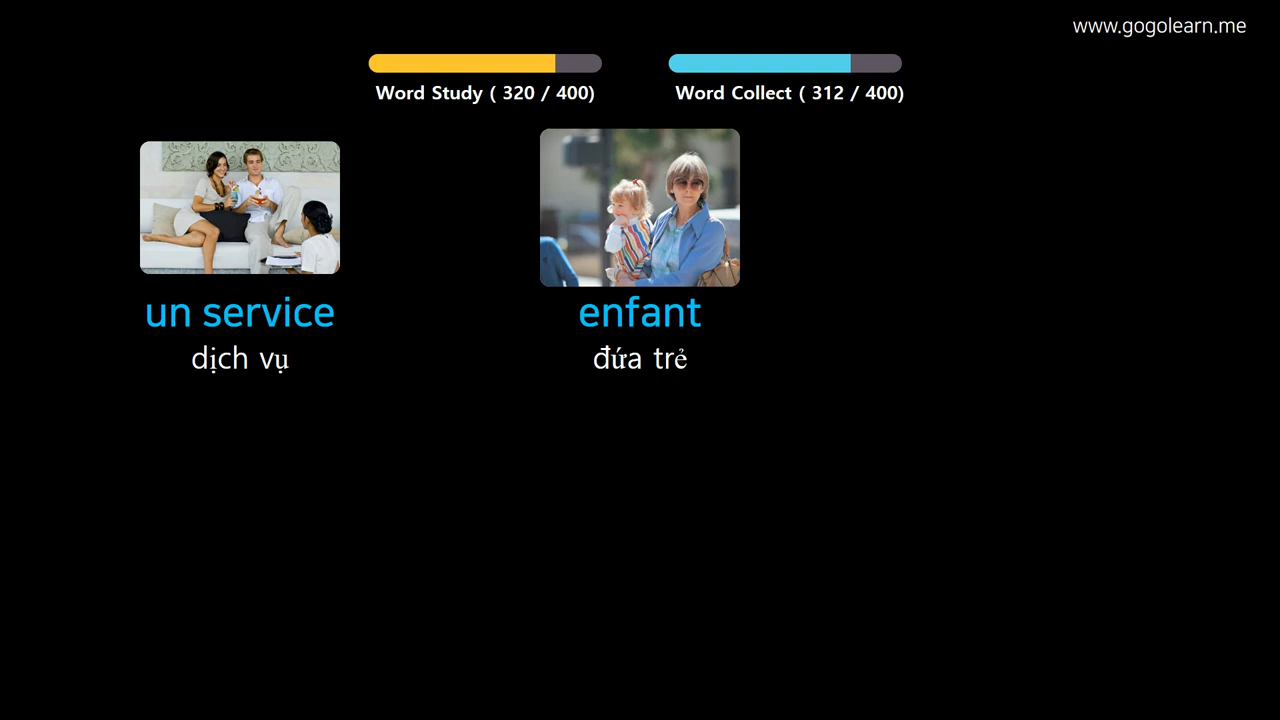 www.gogolearn.me
Word Study ( 320 / 400)
Word Collect ( 312 / 400)
un service
dịch vụ
enfant
đứa trẻ